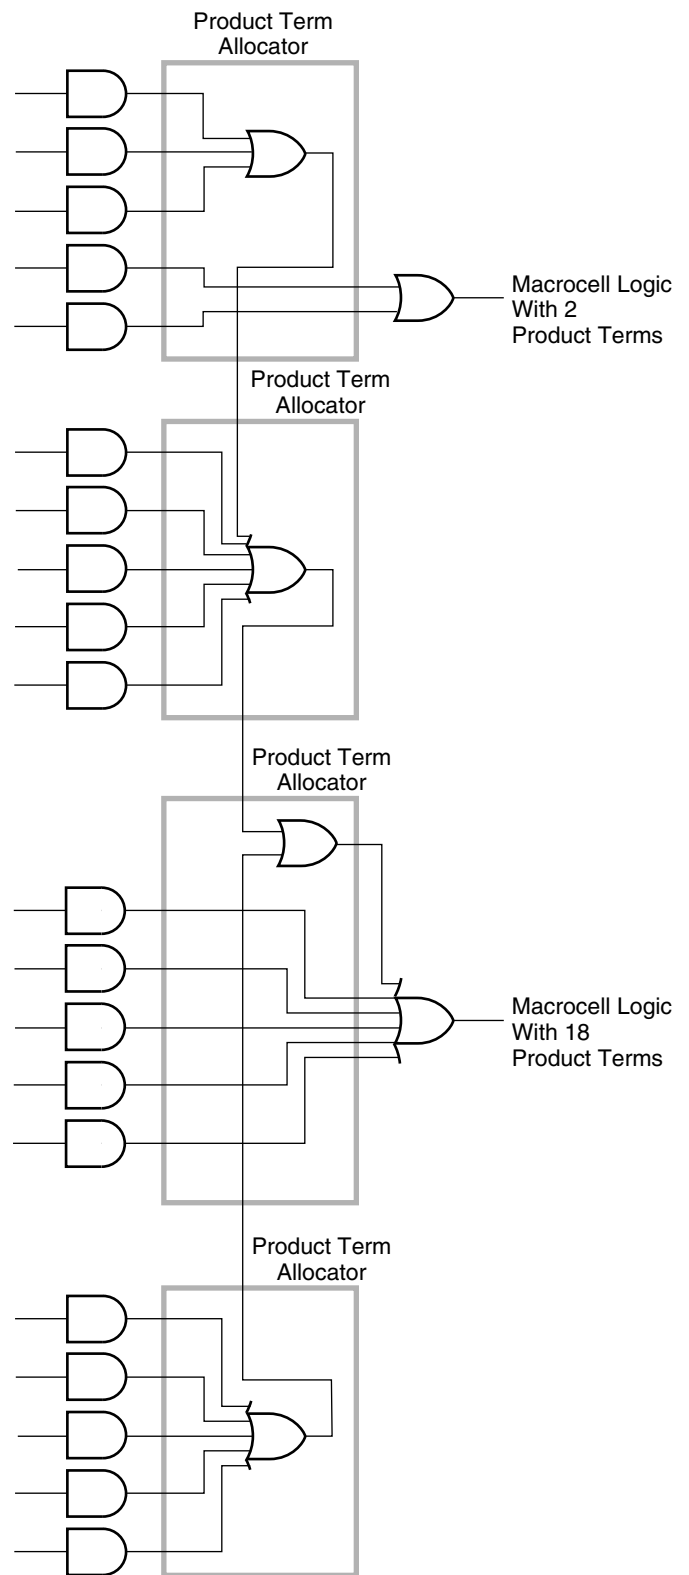 Product Term
Allocator
Macrocell Logic
With 2
Product Terms
Product Term
Allocator
Product Term
Allocator
Macrocell Logic
With 18
Product Terms
Product Term
Allocator